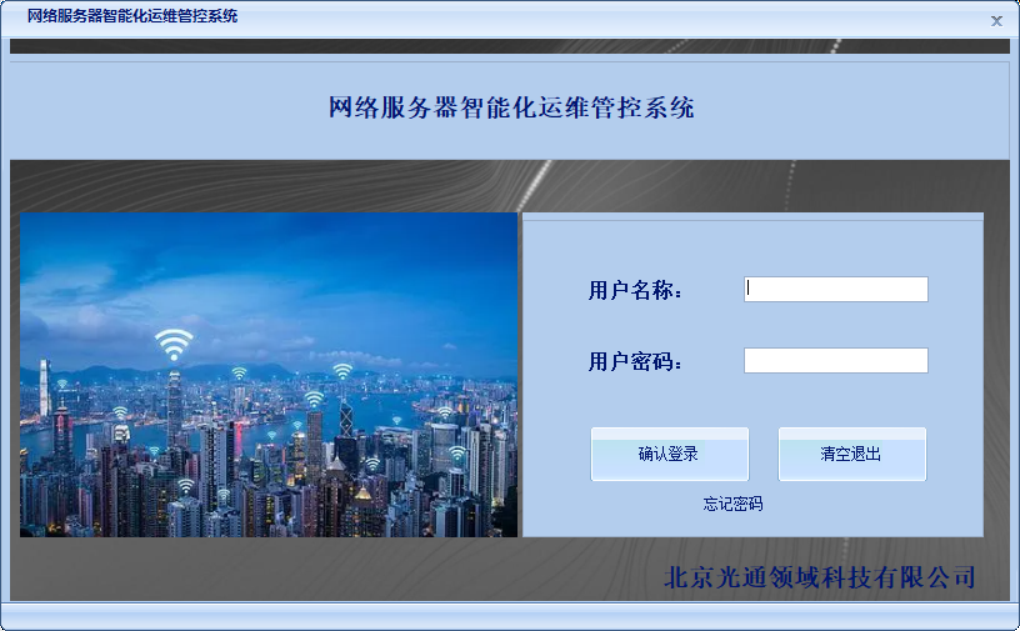 网络服务器智能化运维管控系统
网络服务器智能化运维管控系统
用户名称：
用户密码：
确认登录
清空退出
忘记密码
北京光通领域科技有限公司